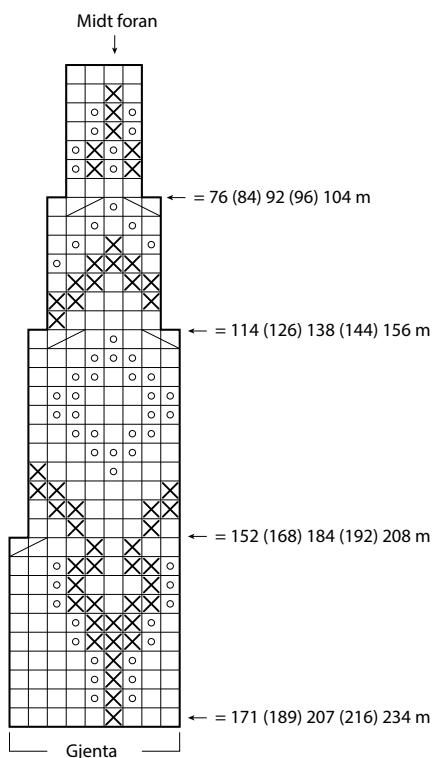 Midt foran
= 76 (84) 92 (96) 104 m
= 114 (126) 138 (144) 156 m
= 152 (168) 184 (192) 208 m
= 171 (189) 207 (216) 234 m
Gjenta